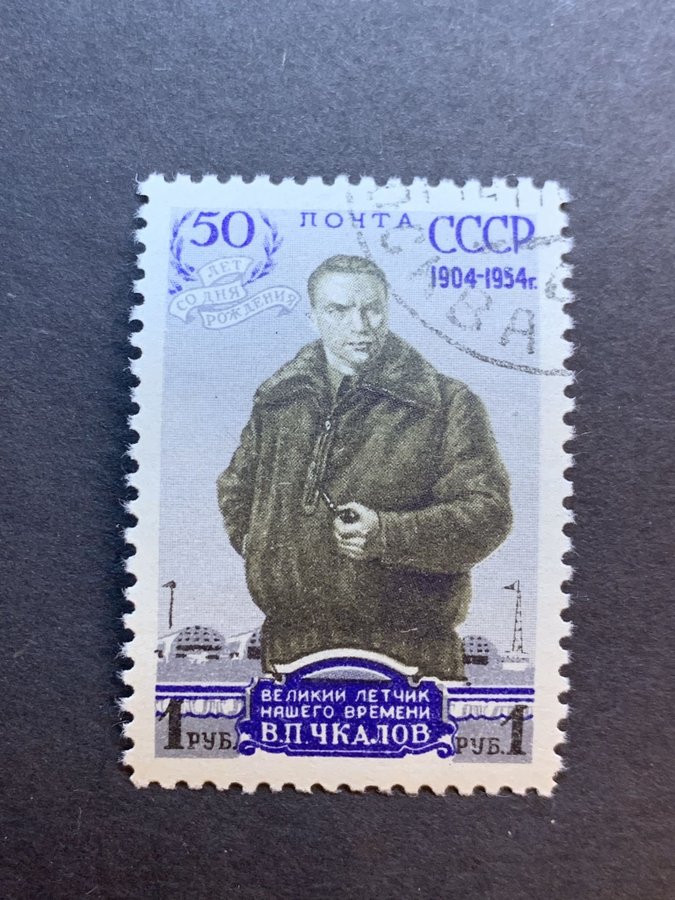 50 ПОЧТА СССР
1904-1954г.
ЛЕТ
СО ДНЯ
РОЖДЕНИЯ
ВЕЛИКИЙ ЛЕТЧИК
НАШЕГО ВРЕМЕНИ
В.П.ЧКАЛОВ
1 РУБ. РУБ. 1